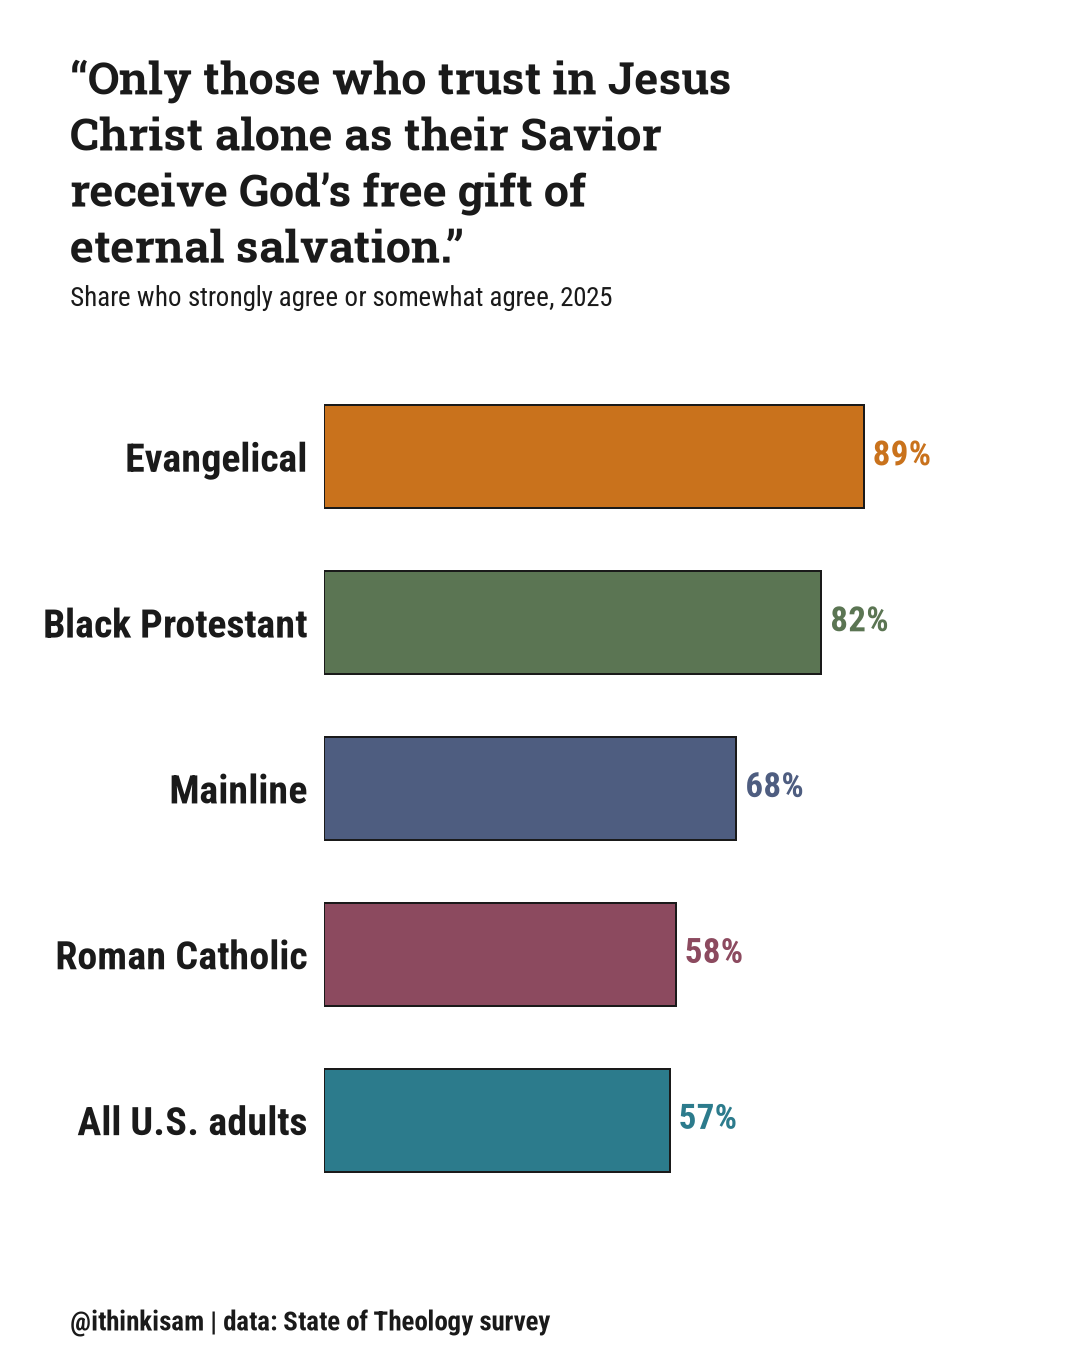 “Only those who trust in Jesus
Christ alone as their Savior
receive God’s free gift of
eternal salvation.”
Share who strongly agree or somewhat agree, 2025
Evangelical 89%
Black Protestant 82%
Mainline 68%
Roman Catholic 58%
All U.S. adults 57%
@ithinkisam | data: State of Theology survey